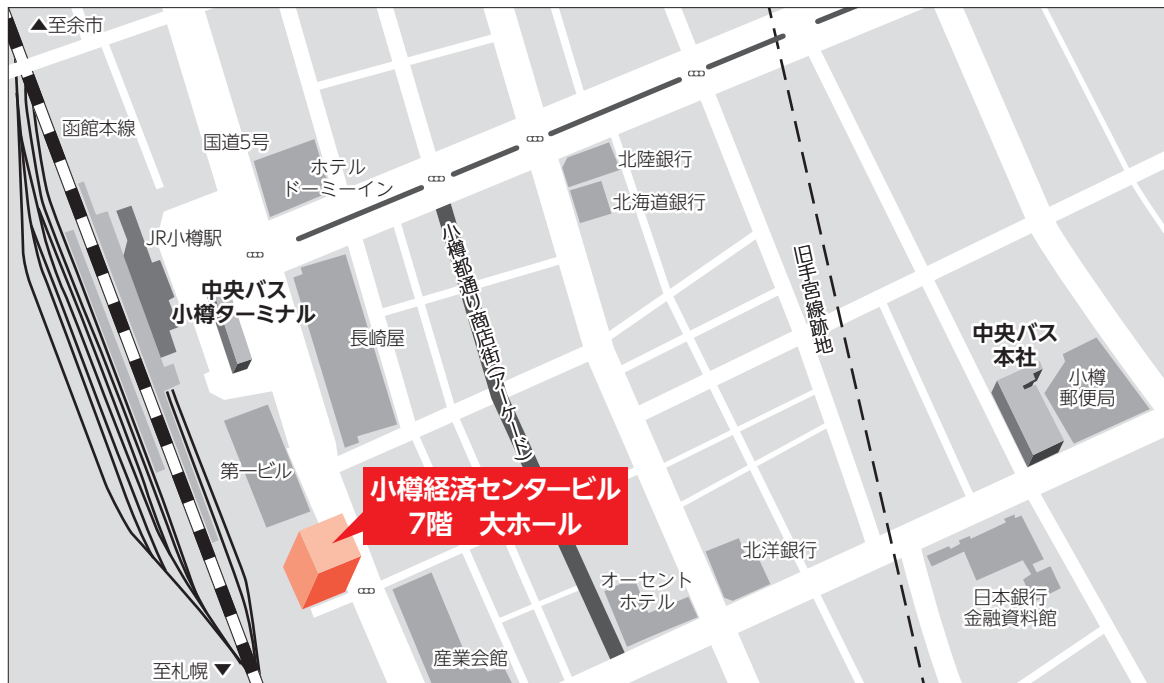 ▲至余市
函館本線
国道5号
ホテル
ドーミーイン
北陸銀行
北海道銀行
JR小樽駅
中央バス
小樽ターミナル
長崎屋
小樽都通り商店街(アーケード)
旧手宮線跡地
中央バス
本社
小樽
郵便局
第一ビル
小樽経済センタービル
7階　大ホール
北洋銀行
オーセント
ホテル
日本銀行
金融資料館
産業会館
至札幌▼